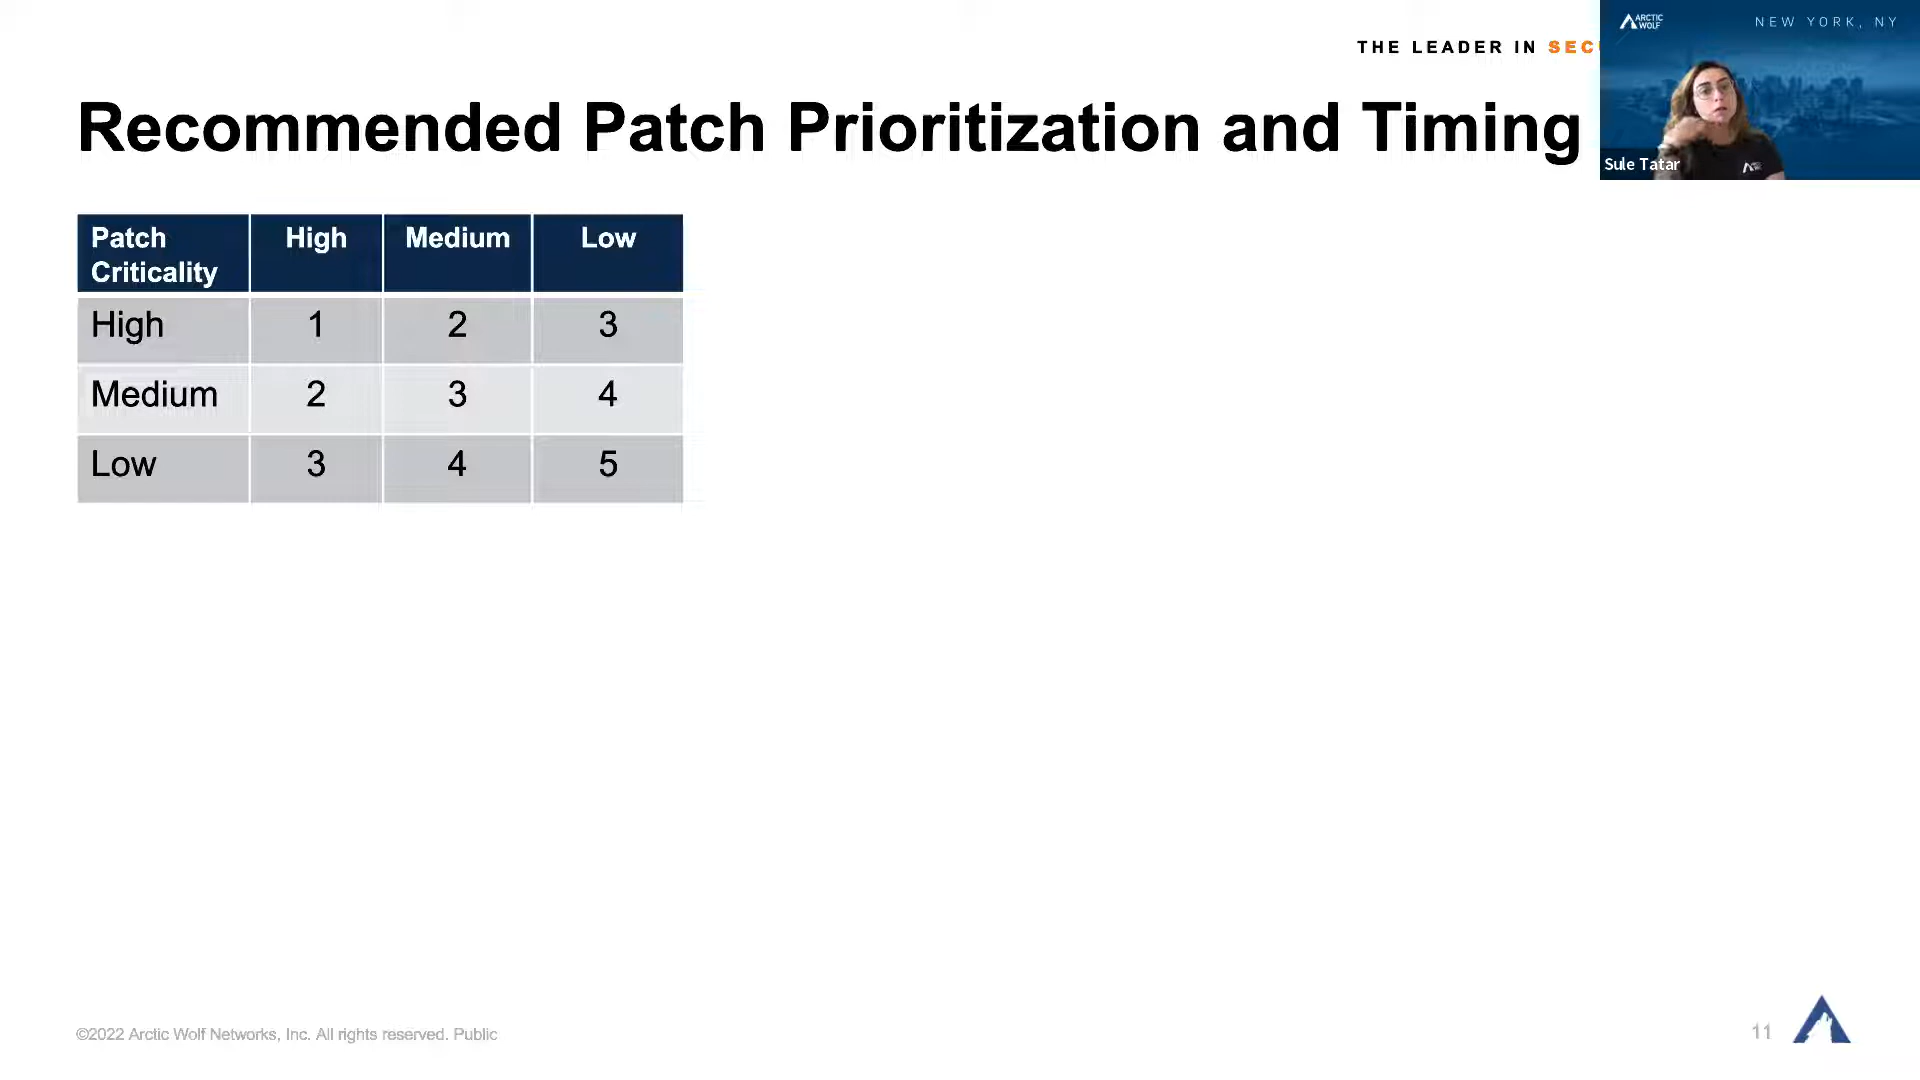 THE LEADER IN SEC
ARCTIC
WOLF
NEW YORK, NY
Sule Tatar
Recommended Patch Prioritization and Timing
Patch Criticality High Medium Low
High 1 2 3
Medium 2 3 4
Low 3 4 5
©2022 Arctic Wolf Networks, Inc. All rights reserved. Public
11